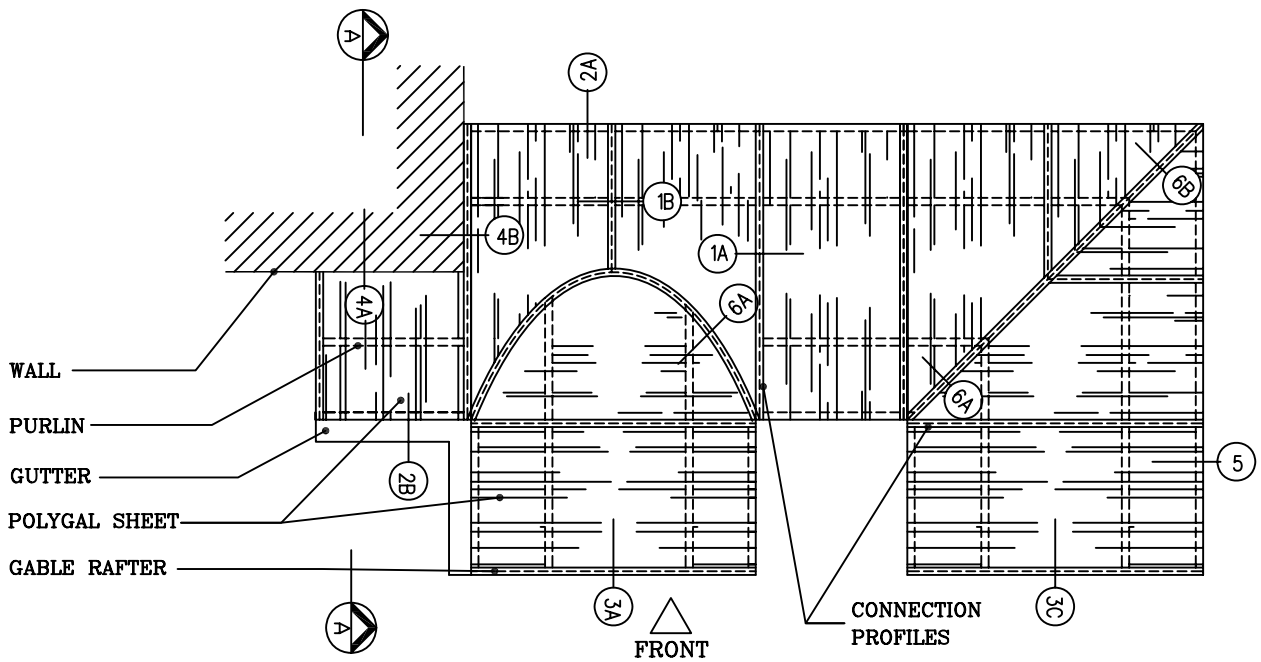 A
2A
6B
1B
4B
1A
4A
6A
WALL
6A
PURLIN
5
GUTTER
2B
POLYGAL SHEET
GABLE RAFTER
3A
3C
CONNECTION
PROFILES
A
FRONT